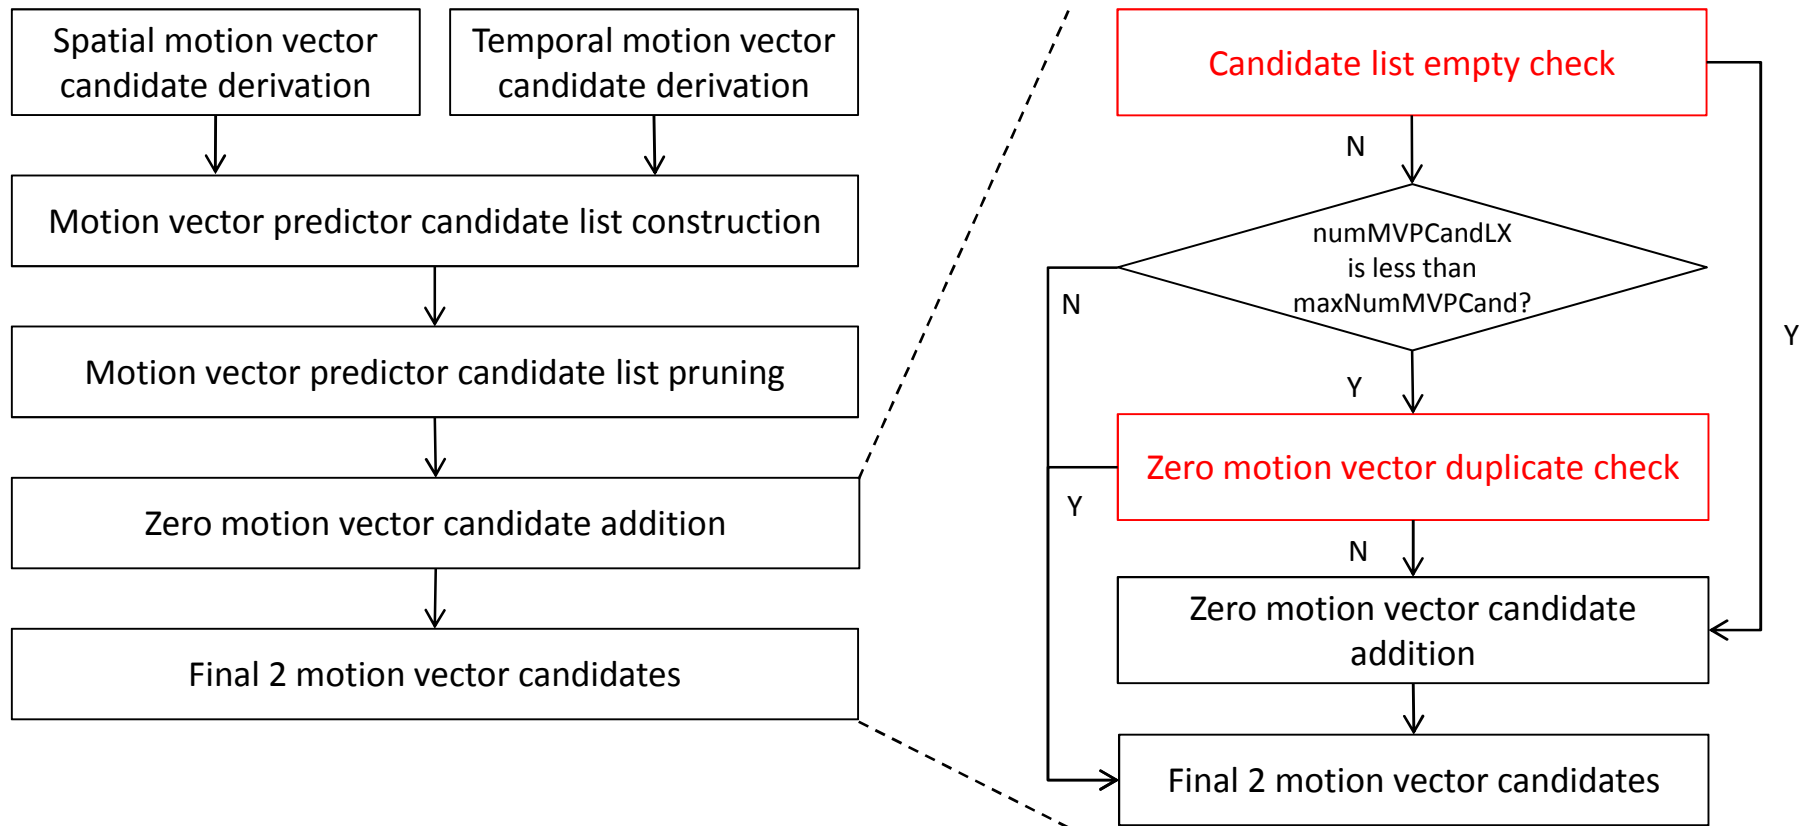 Spatial motion vector
candidate derivation
Temporal motion vector
candidate derivation
Motion vector predictor candidate list construction
Motion vector predictor candidate list pruning
Zero motion vector candidate addition
Final 2 motion vector candidates
Candidate list empty check
N
numMVPCandLX
is less than
maxNumMVPCand?
N
Y
Y
Zero motion vector duplicate check
Y
N
Zero motion vector candidate
addition
Final 2 motion vector candidates